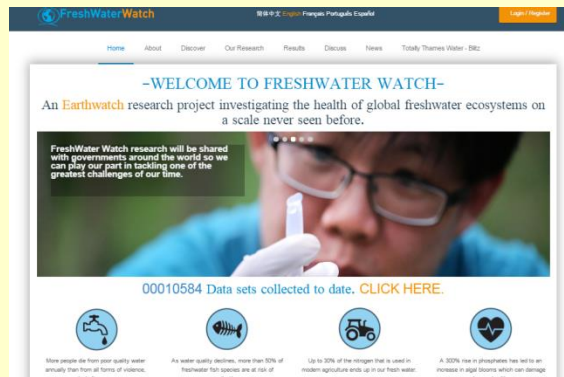 FreshWaterWatch
简体中文 English Français Português Español
Login / Register
Home About Discover Our Research Results Discuss News Totally Thames Water - Blitz
-WELCOME TO FRESHWATER WATCH-
An Earthwatch research project investigating the health of global freshwater ecosystems on
a scale never seen before.
FreshWater Watch research will be shared
with governments around the world so we
can play our part in tackling one of the
greatest challenges of our time.
00010584 Data sets collected to date. CLICK HERE.
More people die from poor quality water
annually than from all forms of violence,
As water quality declines, more than 50% of
freshwater fish species are at risk of
Up to 30% of the nitrogen that is used in
modern agriculture ends up in our fresh water.
A 300% rise in phosphates has led to an
increase in algal blooms which can damage